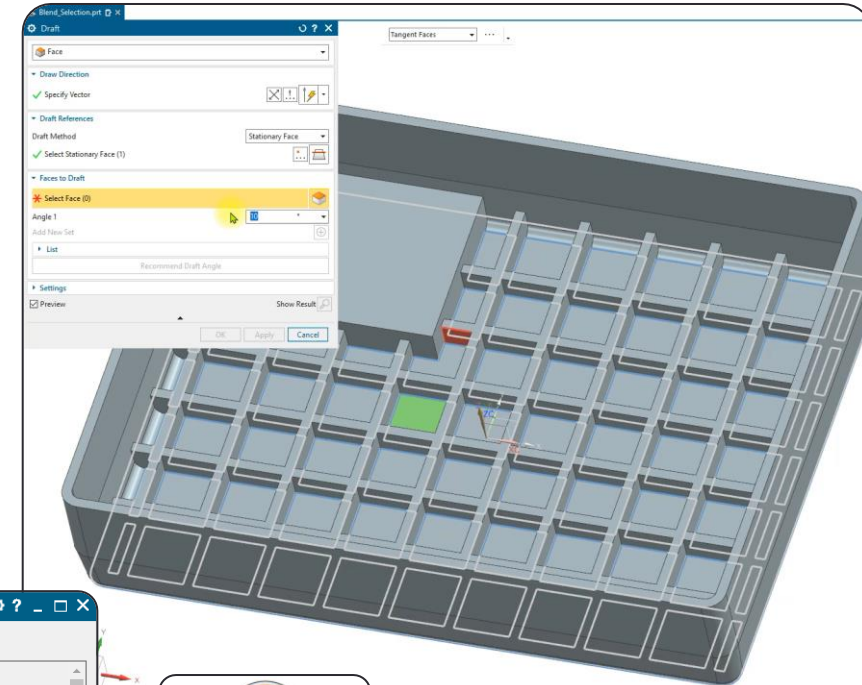 Blend_Selection.prt
Draft
Tangent Faces
Face
Draw Direction
Specify Vector
Draft References
Draft Method Stationary Face
Select Stationary Face (1)
Faces to Draft
Select Face (0)
Angle 1 10 °
Add New Set
List
Recommend Draft Angle
Settings
Preview Show Result
OK Apply Cancel
ZC
Y
X